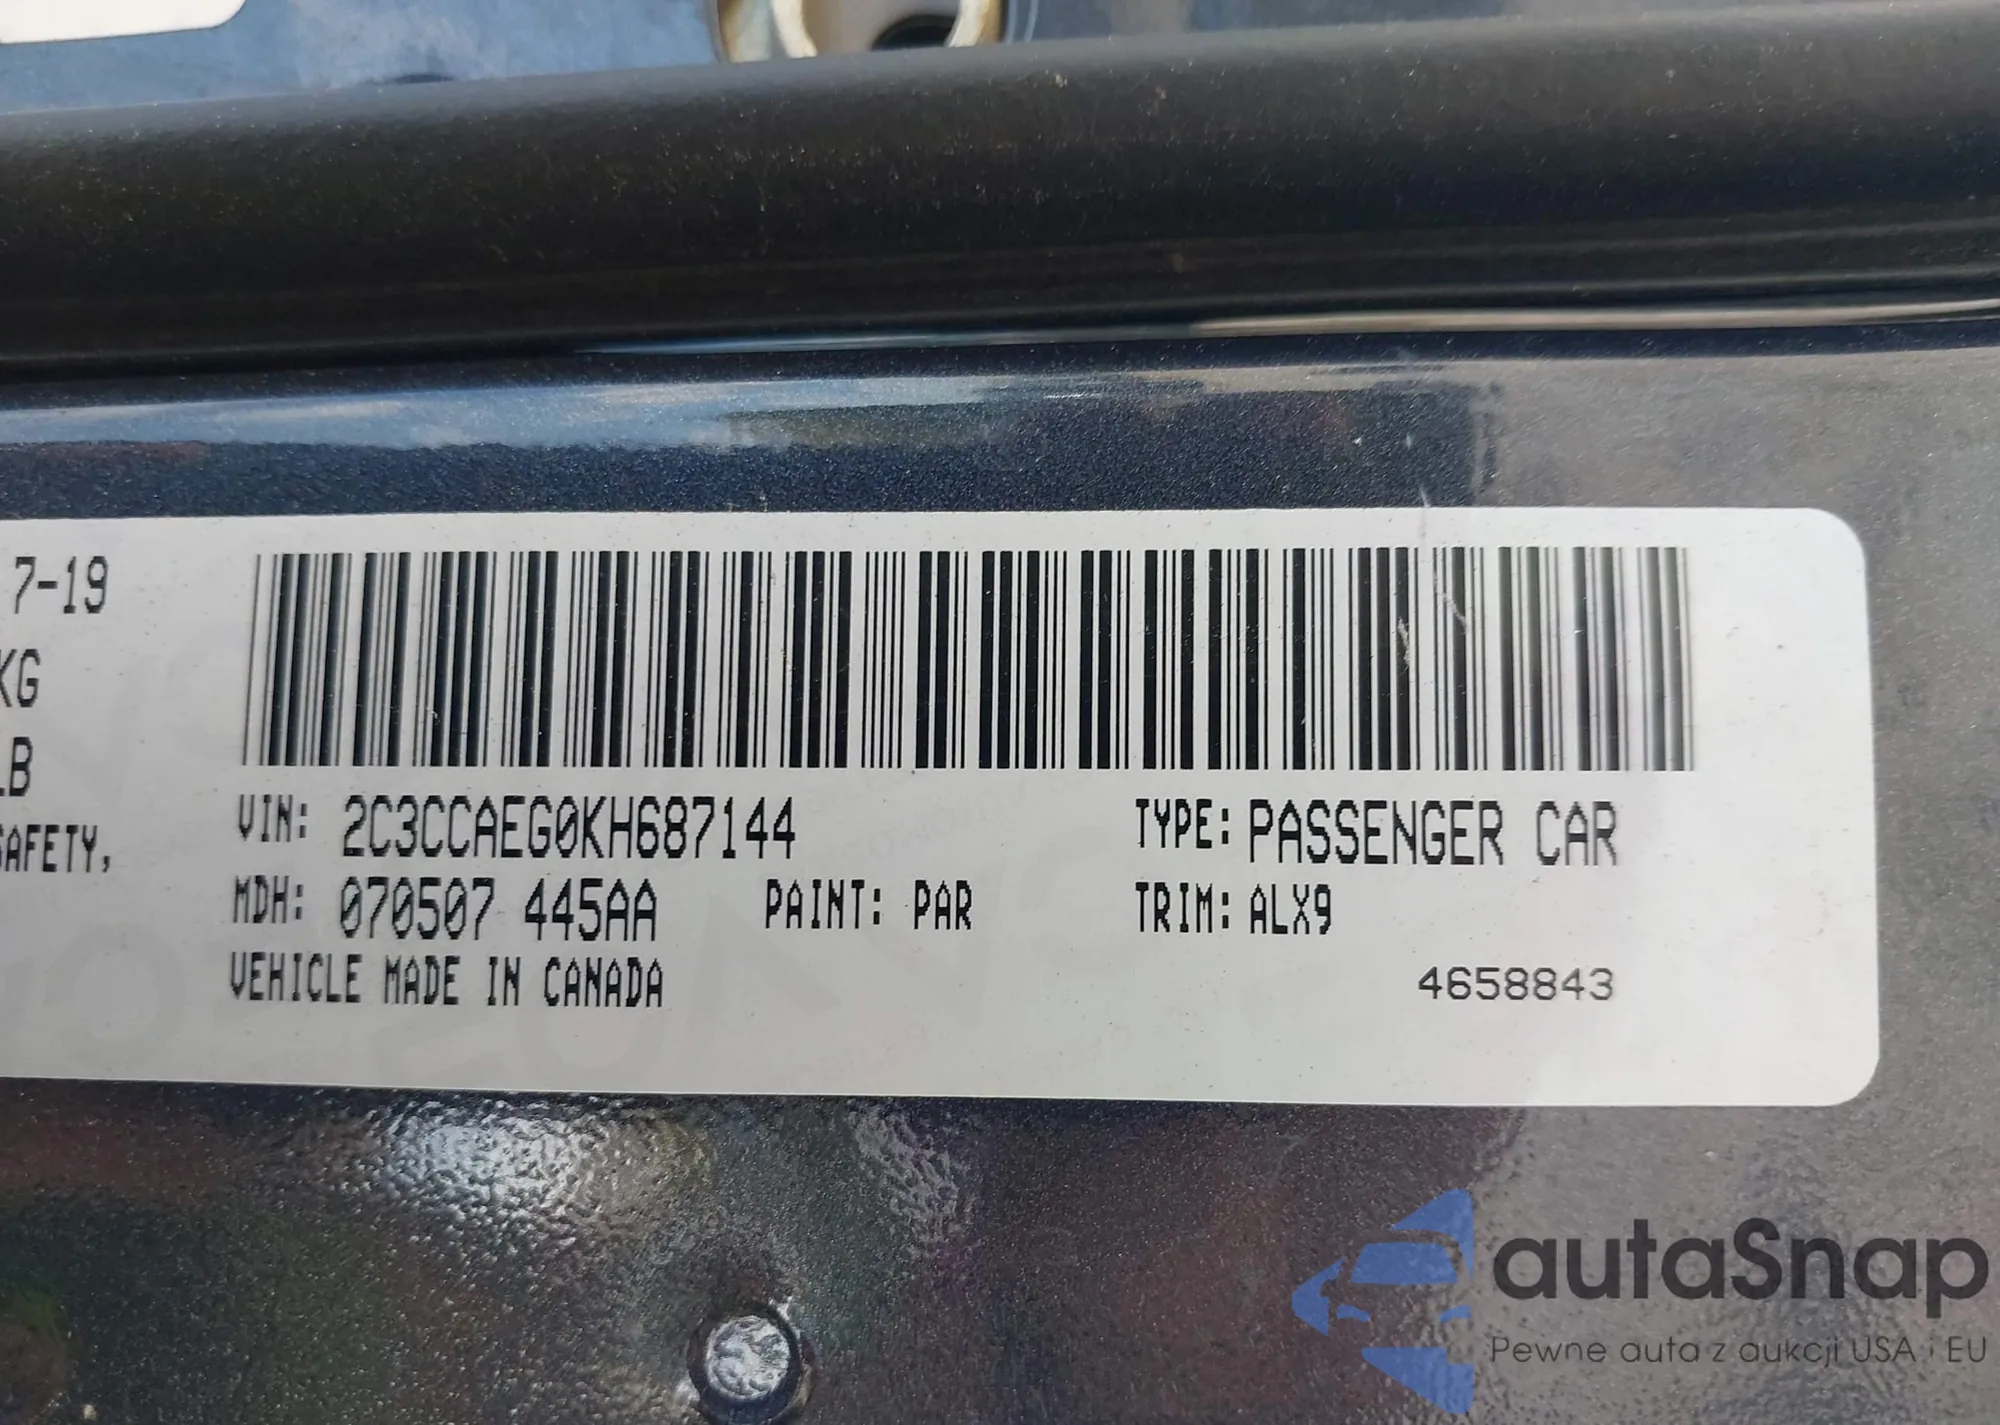 7-19
KG
LB
SAFETY,
VIN: 2C3CCAEG0KH687144
TYPE: PASSENGER CAR
MDH: 070507 445AA
PAINT: PAR
TRIM: ALX9
VEHICLE MADE IN CANADA
4658843
autaSnap
Pewne auta z aukcji USA i EU